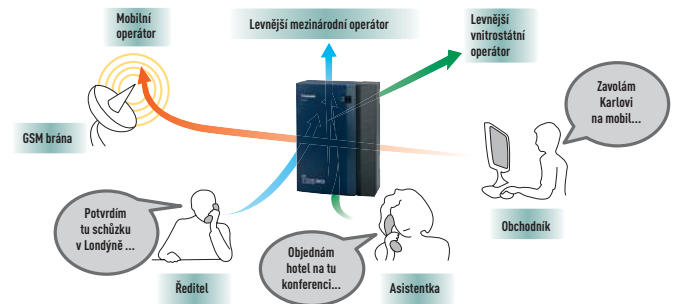 Mobilní
operátor
Levnější mezinárodní operátor
Levnější
vnitrostátní
operátor
Zavolám
Karlovi
na mobil...
GSM brána
Potvrdím
tu schůzku
v Londýně ...
Objednám
hotel na tu
konferenci...
Obchodník
Ředitel
Asistentka